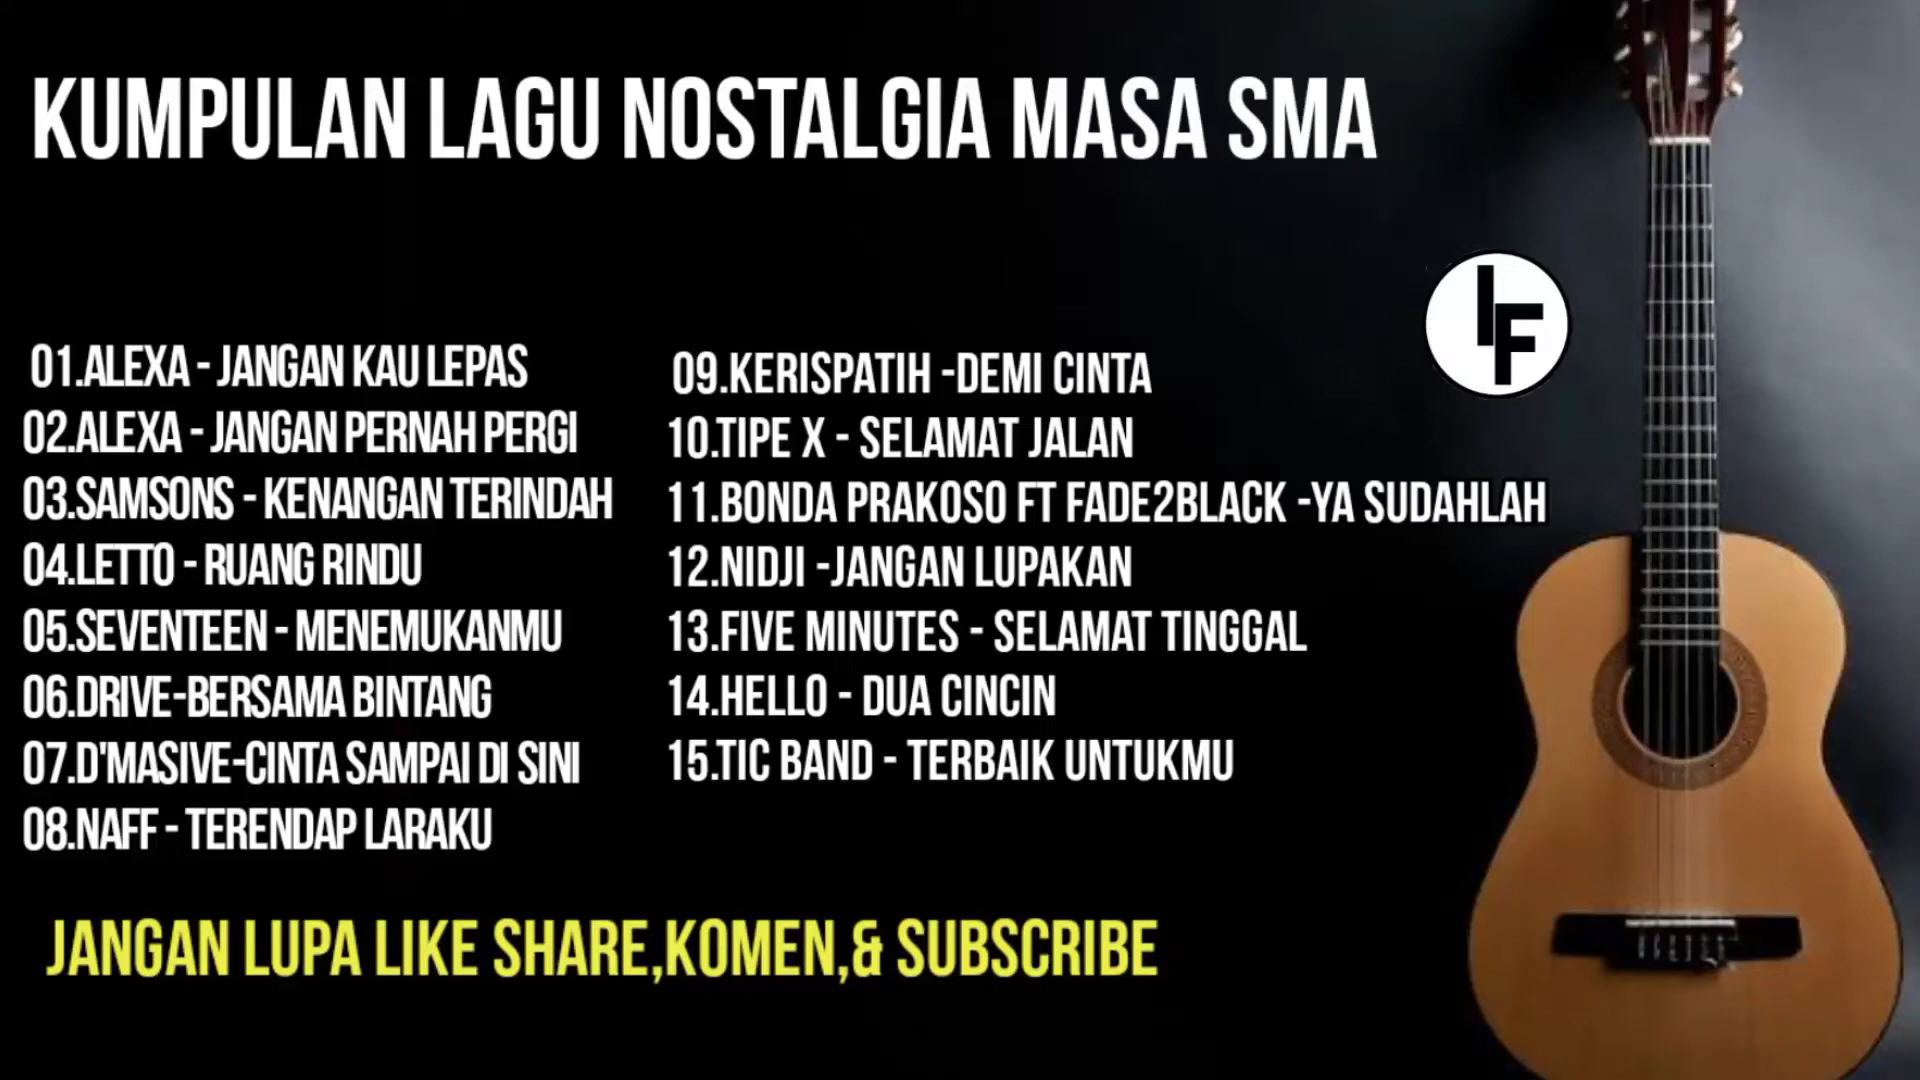 KUMPULAN LAGU NOSTALGIA MASA SMA
IF
01.ALEXA - JANGAN KAU LEPAS
02.ALEXA - JANGAN PERNAH PERGI
03.SAMSONS - KENANGAN TERINDAH
04.LETTO - RUANG RINDU
05.SEVENTEEN - MENEMUKANMU
06.DRIVE-BERSAMA BINTANG
07.D'MASIVE-CINTA SAMPAI DI SINI
08.NAFF - TERENDAP LARAKU
09.KERISPATIH -DEMI CINTA
10.TIPE X - SELAMAT JALAN
11.BONDA PRAKOSO FT FADE2BLACK -YA SUDAHLAH
12.NIDJI -JANGAN LUPAKAN
13.FIVE MINUTES - SELAMAT TINGGAL
14.HELLO - DUA CINCIN
15.TIC BAND - TERBAIK UNTUKMU
JANGAN LUPA LIKE SHARE,KOMEN,& SUBSCRIBE